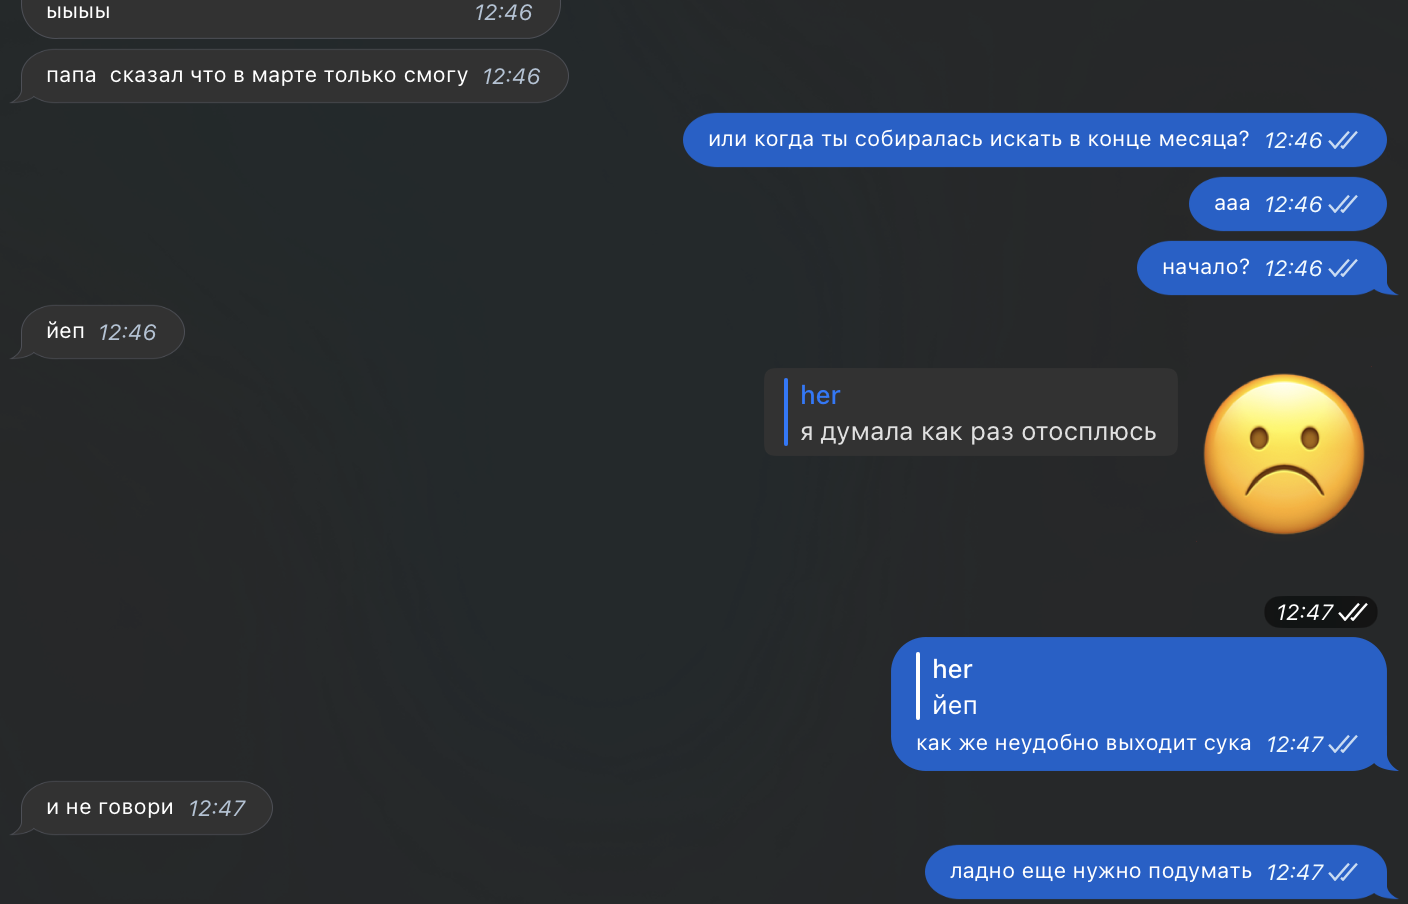 ыыыы 12:46
папа  сказал что в марте только смогу 12:46
или когда ты собиралась искать в конце месяца? 12:46
ааа 12:46
начало? 12:46
йеп 12:46
her
я думала как раз отосплюсь
12:47
her
йеп
как же неудобно выходит сука 12:47
и не говори 12:47
ладно еще нужно подумать 12:47